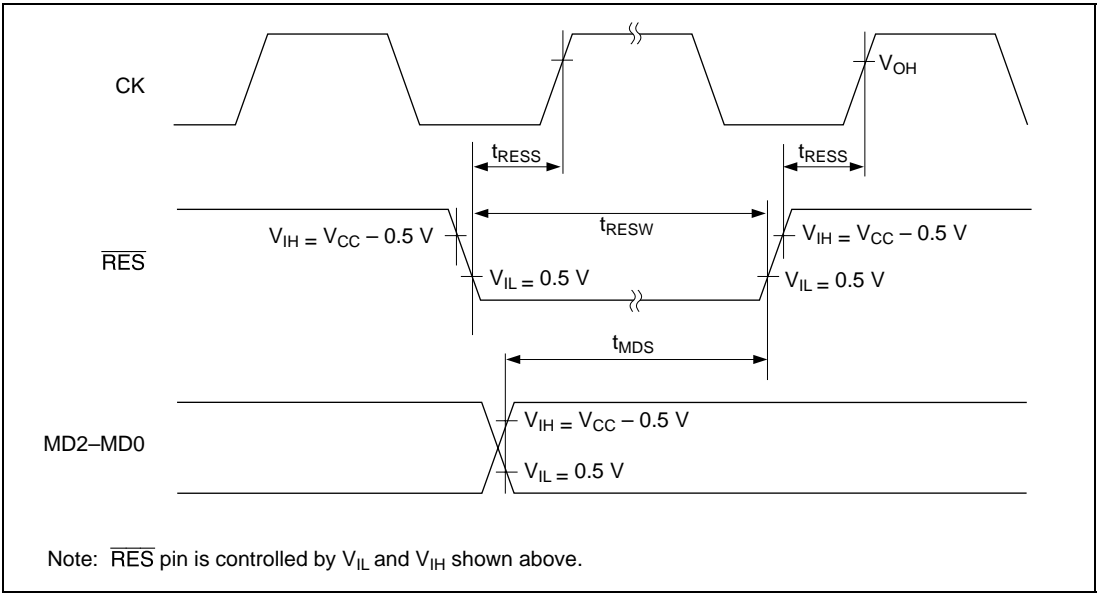 CK
V_OH
t_RESS
t_RESS
R̅E̅S̅
V_IH = V_CC – 0.5 V
t_RESW
V_IH = V_CC – 0.5 V
V_IL = 0.5 V
V_IL = 0.5 V
t_MDS
MD2–MD0
V_IH = V_CC – 0.5 V
V_IL = 0.5 V
Note: R̅E̅S̅ pin is controlled by V_IL and V_IH shown above.